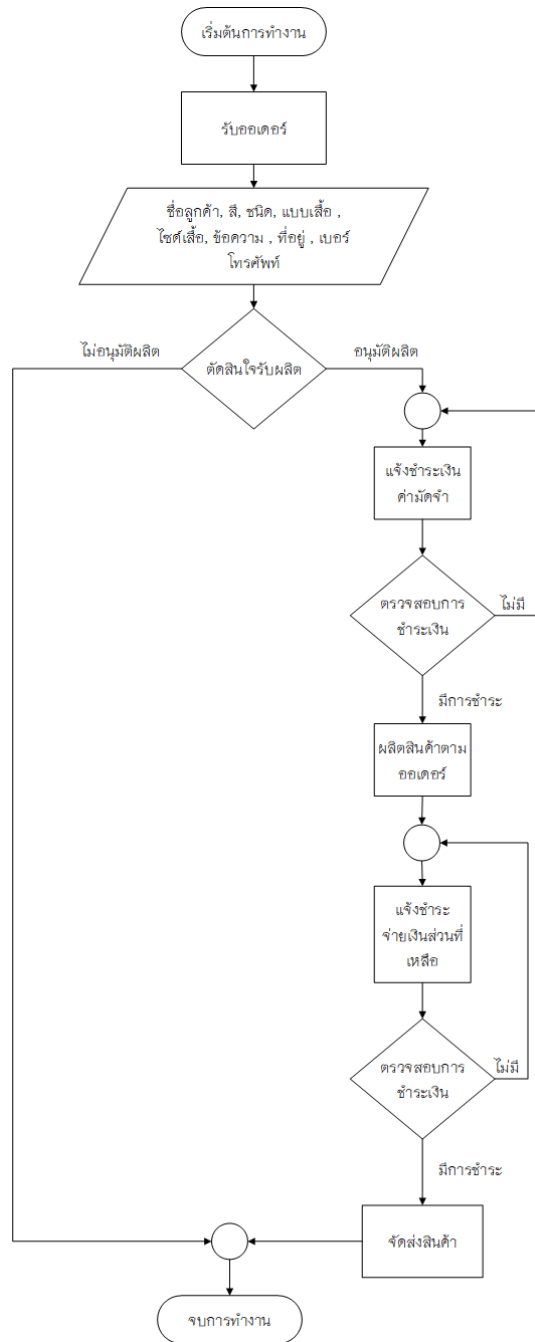 เริ่มต้นการทำงาน
รับออเดอร์
ชื่อลูกค้า, สี, ชนิด, แบบเสื้อ ,
ไซต์เสื้อ, ข้อความ , ที่อยู่ , เบอร์
โทรศัพท์
ไม่อนุมัติผลิต
ตัดสินใจรับผลิต
อนุมัติผลิต
แจ้งชำระเงิน
ค่ามัดจำ
ตรวจสอบการ
ชำระเงิน
ไม่มี
มีการชำระ
ผลิตสินค้าตาม
ออเดอร์
แจ้งชำระ
จ่ายเงินส่วนที่
เหลือ
ตรวจสอบการ
ชำระเงิน
ไม่มี
มีการชำระ
จัดส่งสินค้า
จบการทำงาน